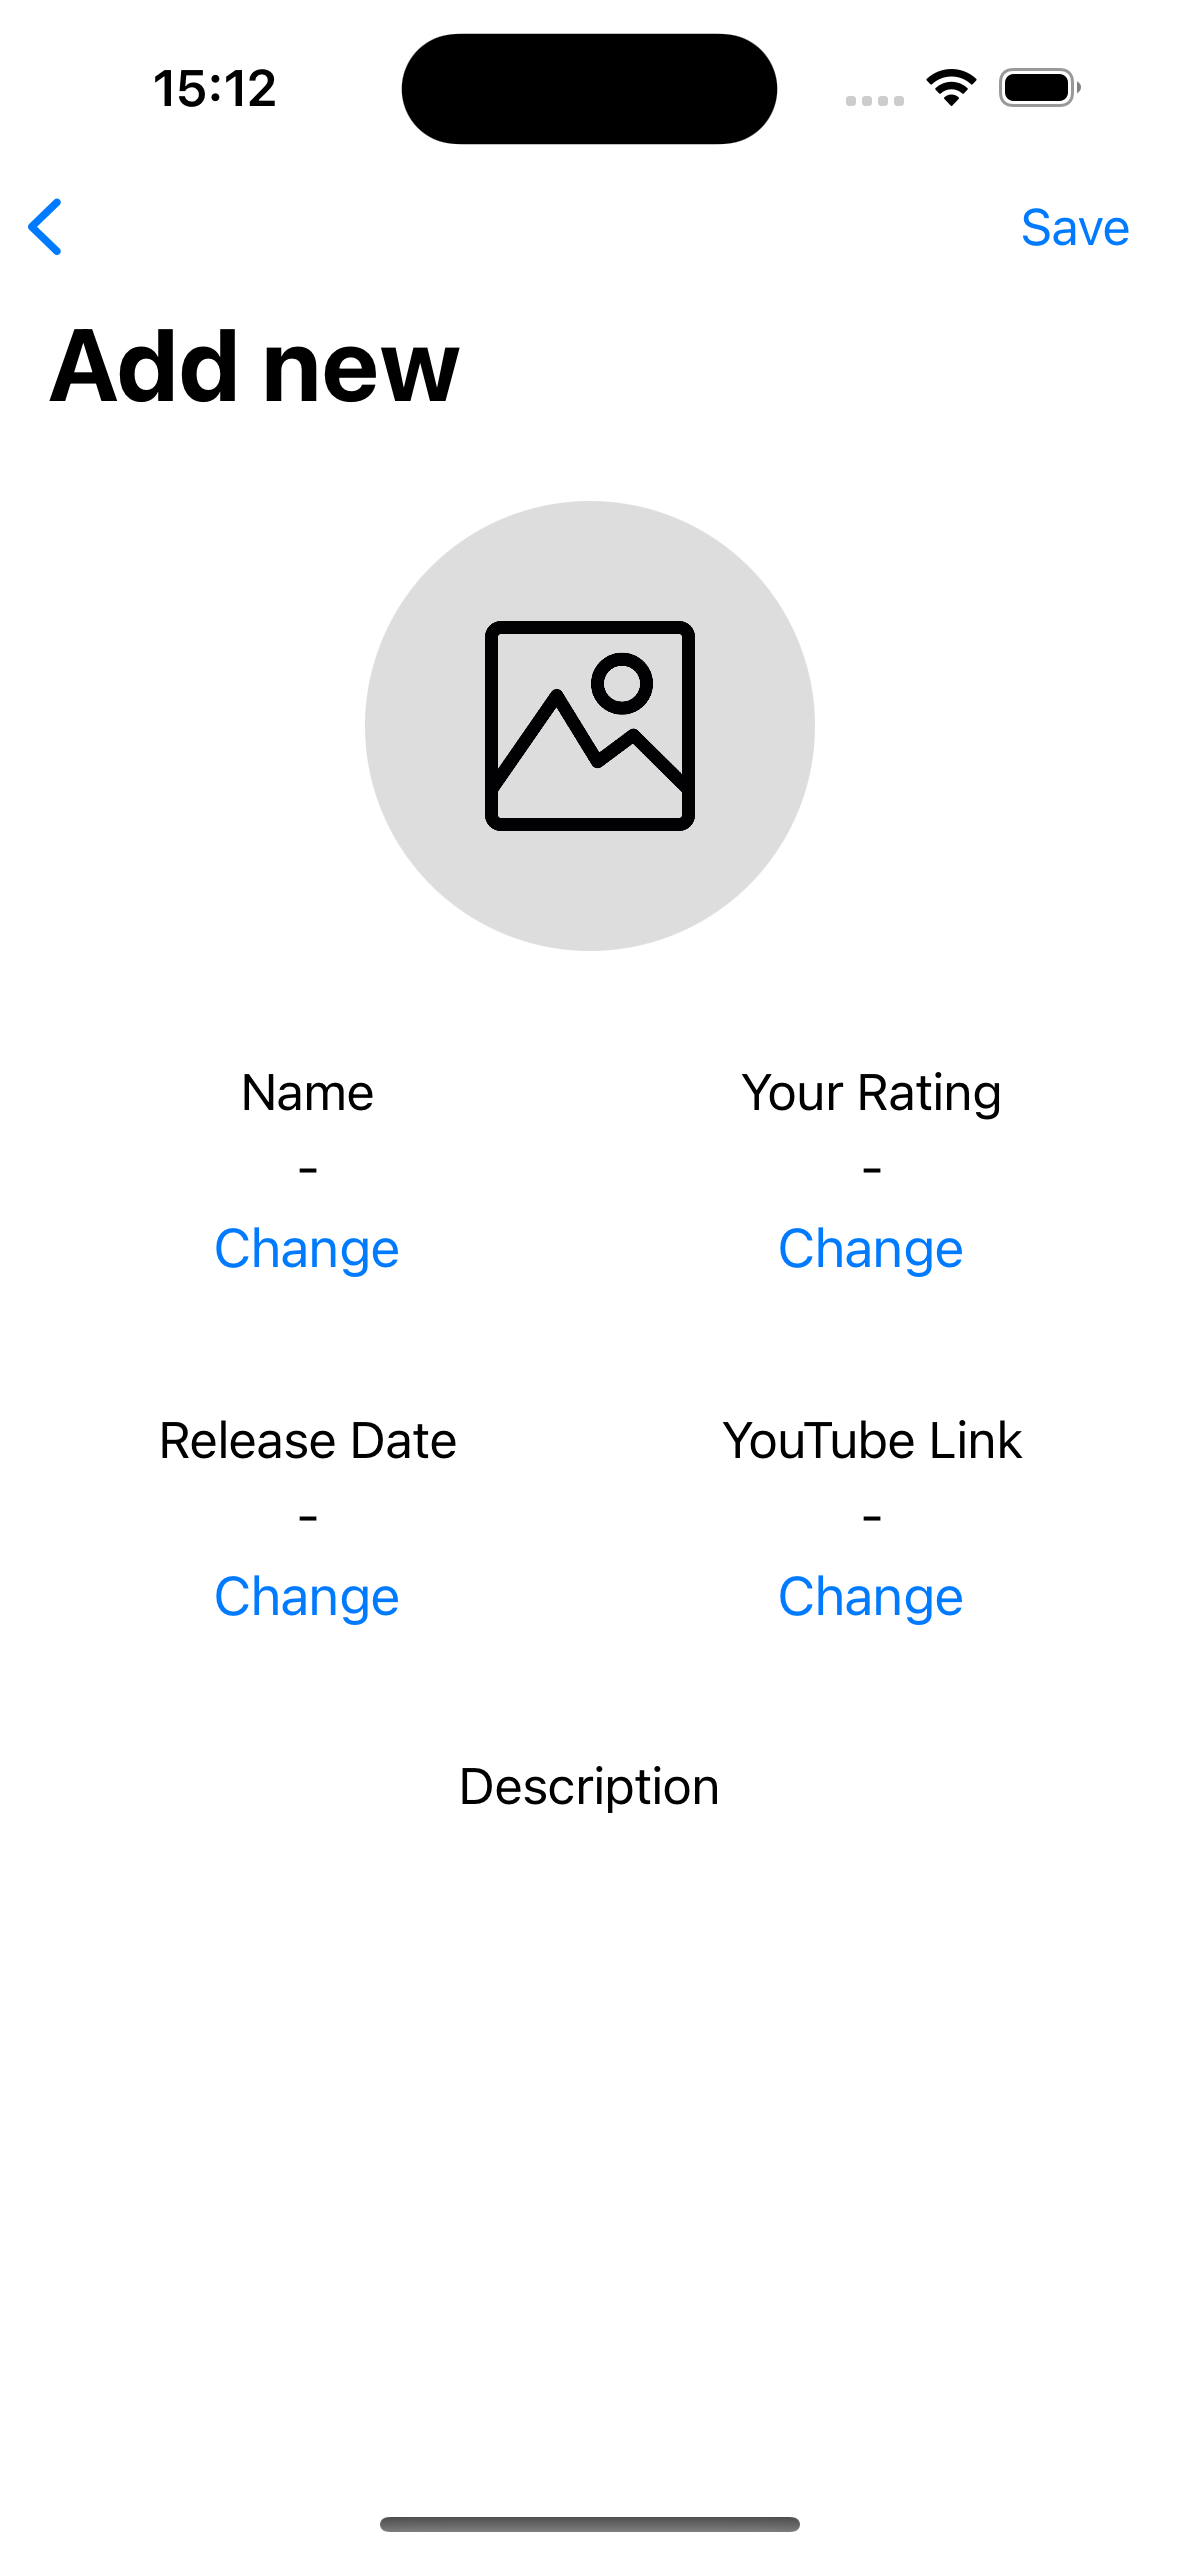 15:12
Save
Add new
Name
Your Rating
-
-
Change
Change
Release Date
YouTube Link
-
-
Change
Change
Description